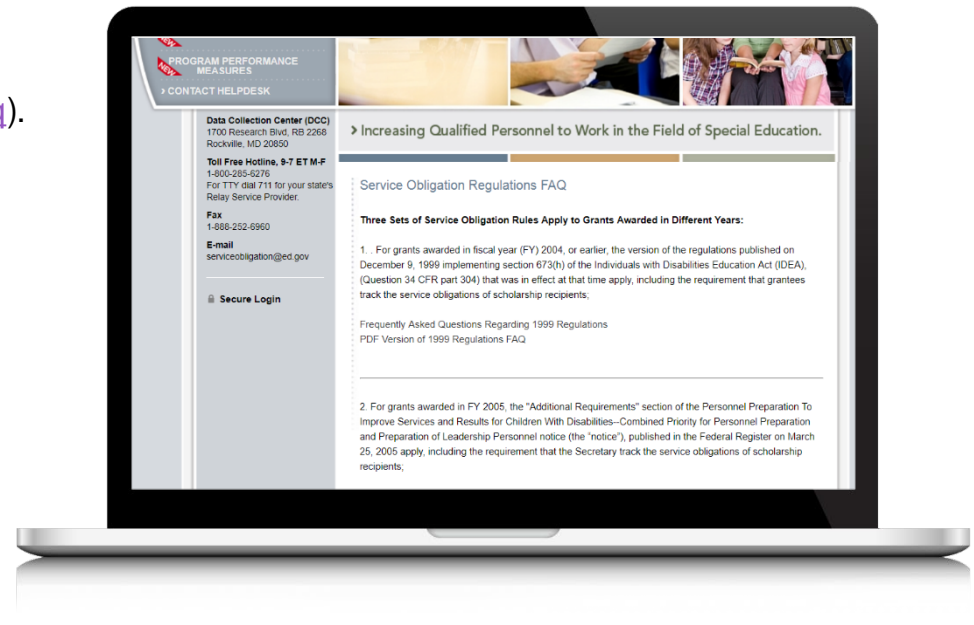 ).
NEW
PROGRAM PERFORMANCE
NEW
MEASURES
› CONTACT HELPDESK
Data Collection Center (DCC)
1700 Research Blvd, RB 2268
Rockville, MD 20850
Toll Free Hotline, 9-7 ET M-F
1-800-285-6276
For TTY dial 711 for your state's
Relay Service Provider.
Fax
1-888-252-6960
E-mail
serviceobligation@ed.gov
Secure Login
› Increasing Qualified Personnel to Work in the Field of Special Education.
Service Obligation Regulations FAQ
Three Sets of Service Obligation Rules Apply to Grants Awarded in Different Years:
1. . For grants awarded in fiscal year (FY) 2004, or earlier, the version of the regulations published on
December 9, 1999 implementing section 673(h) of the Individuals with Disabilities Education Act (IDEA),
(Question 34 CFR part 304) that was in effect at that time apply, including the requirement that grantees
track the service obligations of scholarship recipients;
Frequently Asked Questions Regarding 1999 Regulations
PDF Version of 1999 Regulations FAQ
2. For grants awarded in FY 2005, the "Additional Requirements" section of the Personnel Preparation To
Improve Services and Results for Children With Disabilities--Combined Priority for Personnel Preparation
and Preparation of Leadership Personnel notice (the "notice"), published in the Federal Register on March
25, 2005 apply, including the requirement that the Secretary track the service obligations of scholarship
recipients;